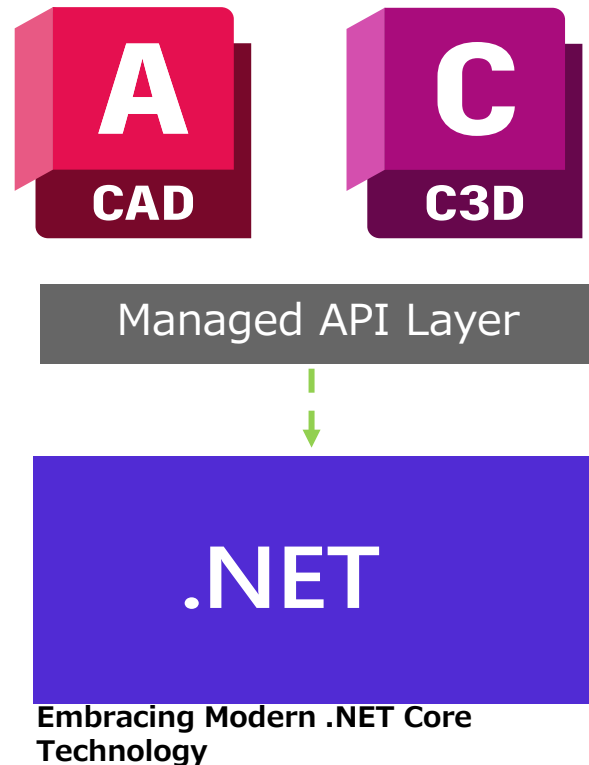 A
CAD
C
C3D
Managed API Layer
.NET
Embracing Modern .NET Core
Technology